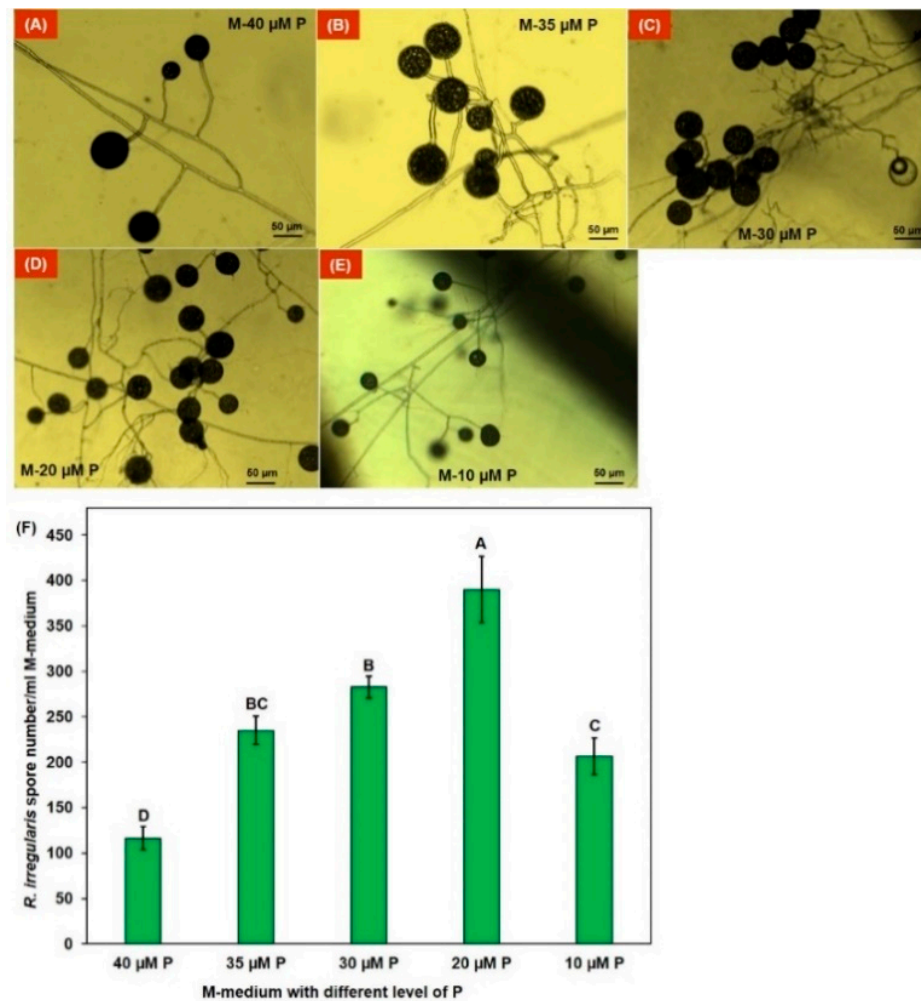 (A)
M-40 µM P
50 µm
(B)
M-35 µM P
50 µm
(C)
M-30 µM P
50 µm
(D)
M-20 µM P
50 µm
(E)
M-10 µM P
50 µm
(F)
R. irregularis spore number/ml M-medium
450
400
350
300
250
200
150
100
50
0
D
BC
B
A
C
40 µM P
35 µM P
30 µM P
20 µM P
10 µM P
M-medium with different level of P